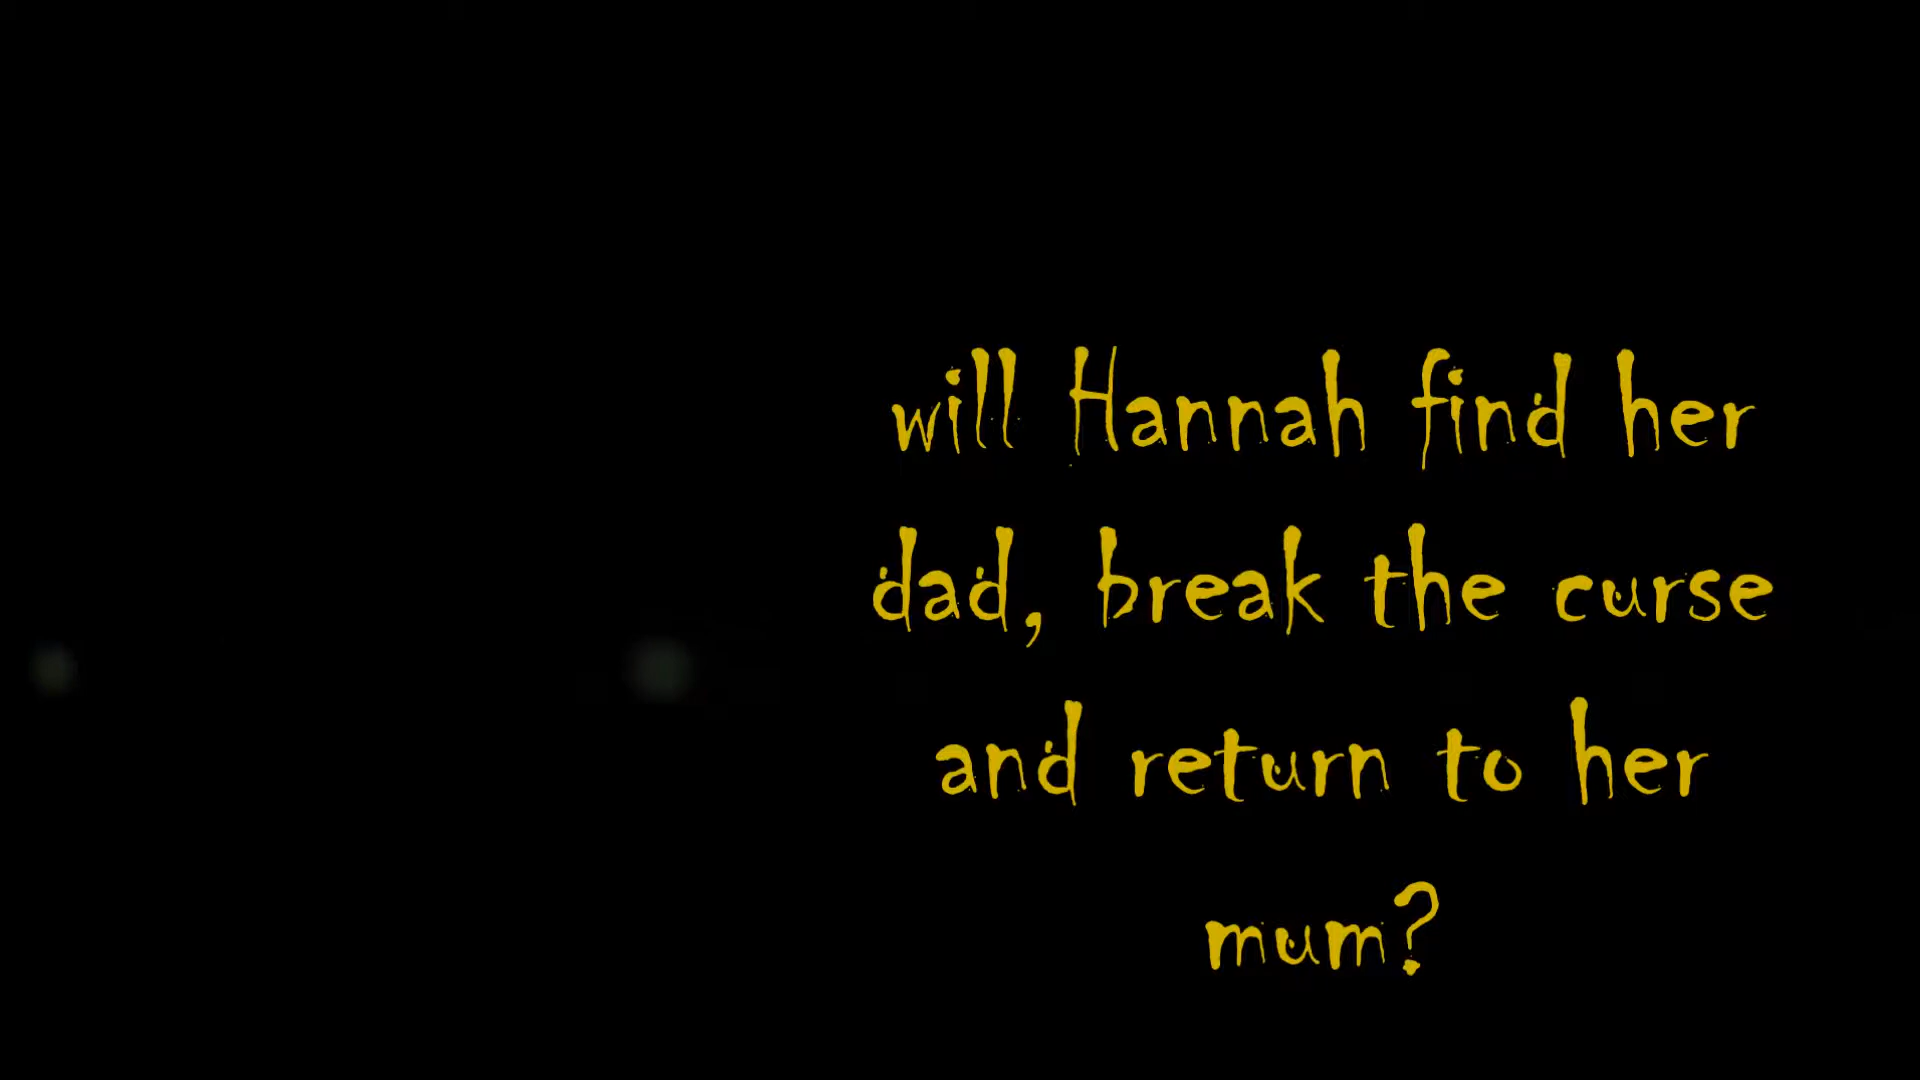 will Hannah find her
dad, break the curse
and return to her
mum?